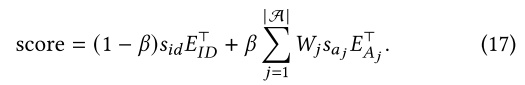 score = (1 − β)s_{id}E_{ID}^⊤ + β∑_{j=1}^{|𝒜|} W_j s_{a_j} E_{A_j}^⊤. (17)